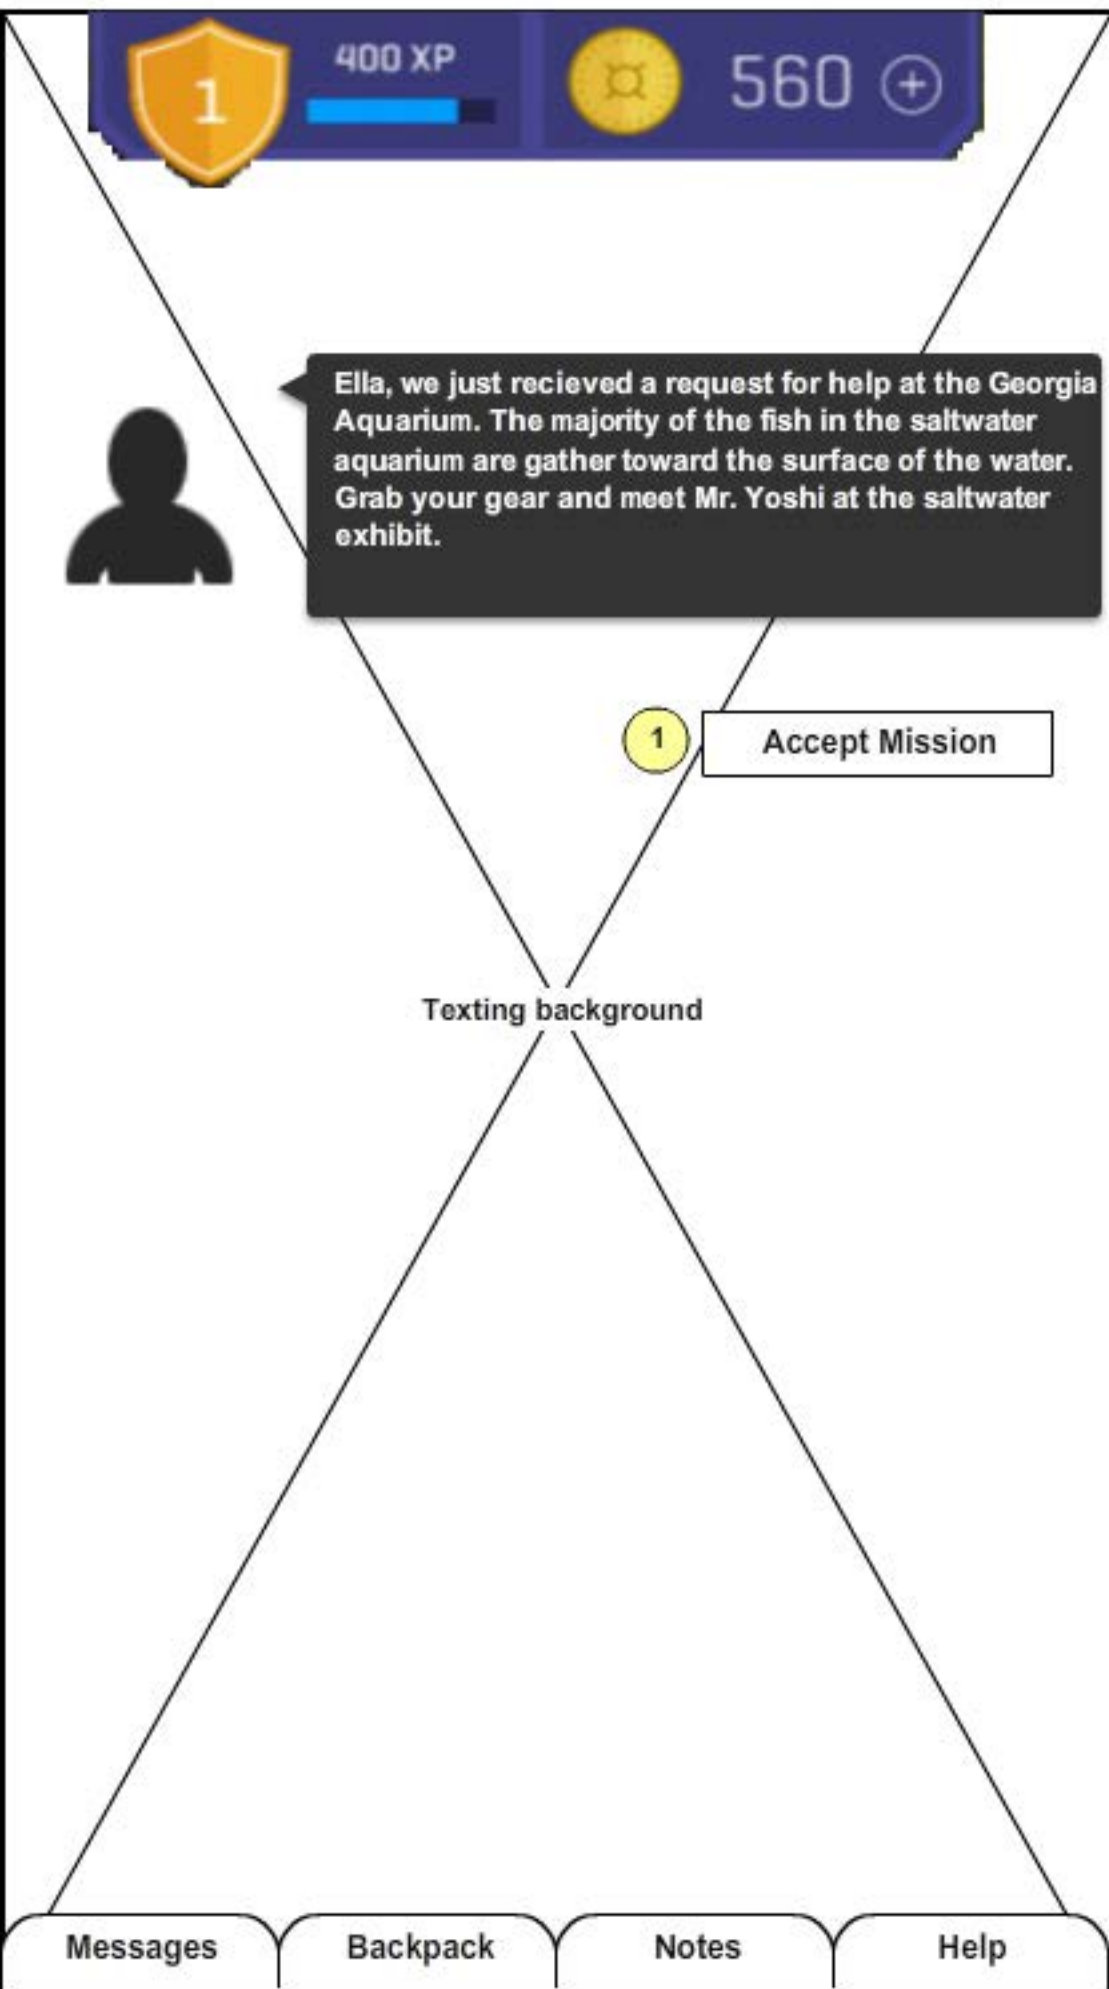 1
400 XP
560
Ella, we just recieved a request for help at the Georgia
Aquarium. The majority of the fish in the saltwater
aquarium are gather toward the surface of the water.
Grab your gear and meet Mr. Yoshi at the saltwater
exhibit.
1
Accept Mission
Texting background
Messages
Backpack
Notes
Help